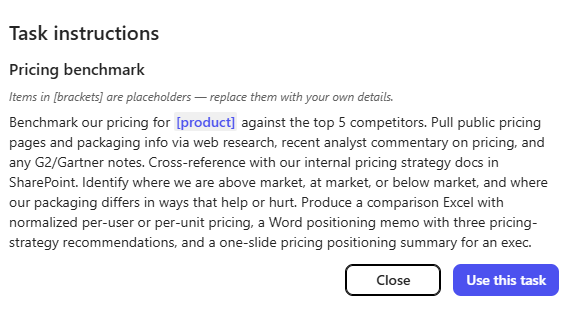 Task instructions
Pricing benchmark
Items in [brackets] are placeholders — replace them with your own details.
Benchmark our pricing for [product] against the top 5 competitors. Pull public pricing
pages and packaging info via web research, recent analyst commentary on pricing, and
any G2/Gartner notes. Cross-reference with our internal pricing strategy docs in
SharePoint. Identify where we are above market, at market, or below market, and where
our packaging differs in ways that help or hurt. Produce a comparison Excel with
normalized per-user or per-unit pricing, a Word positioning memo with three pricing-
strategy recommendations, and a one-slide pricing positioning summary for an exec.
Close
Use this task